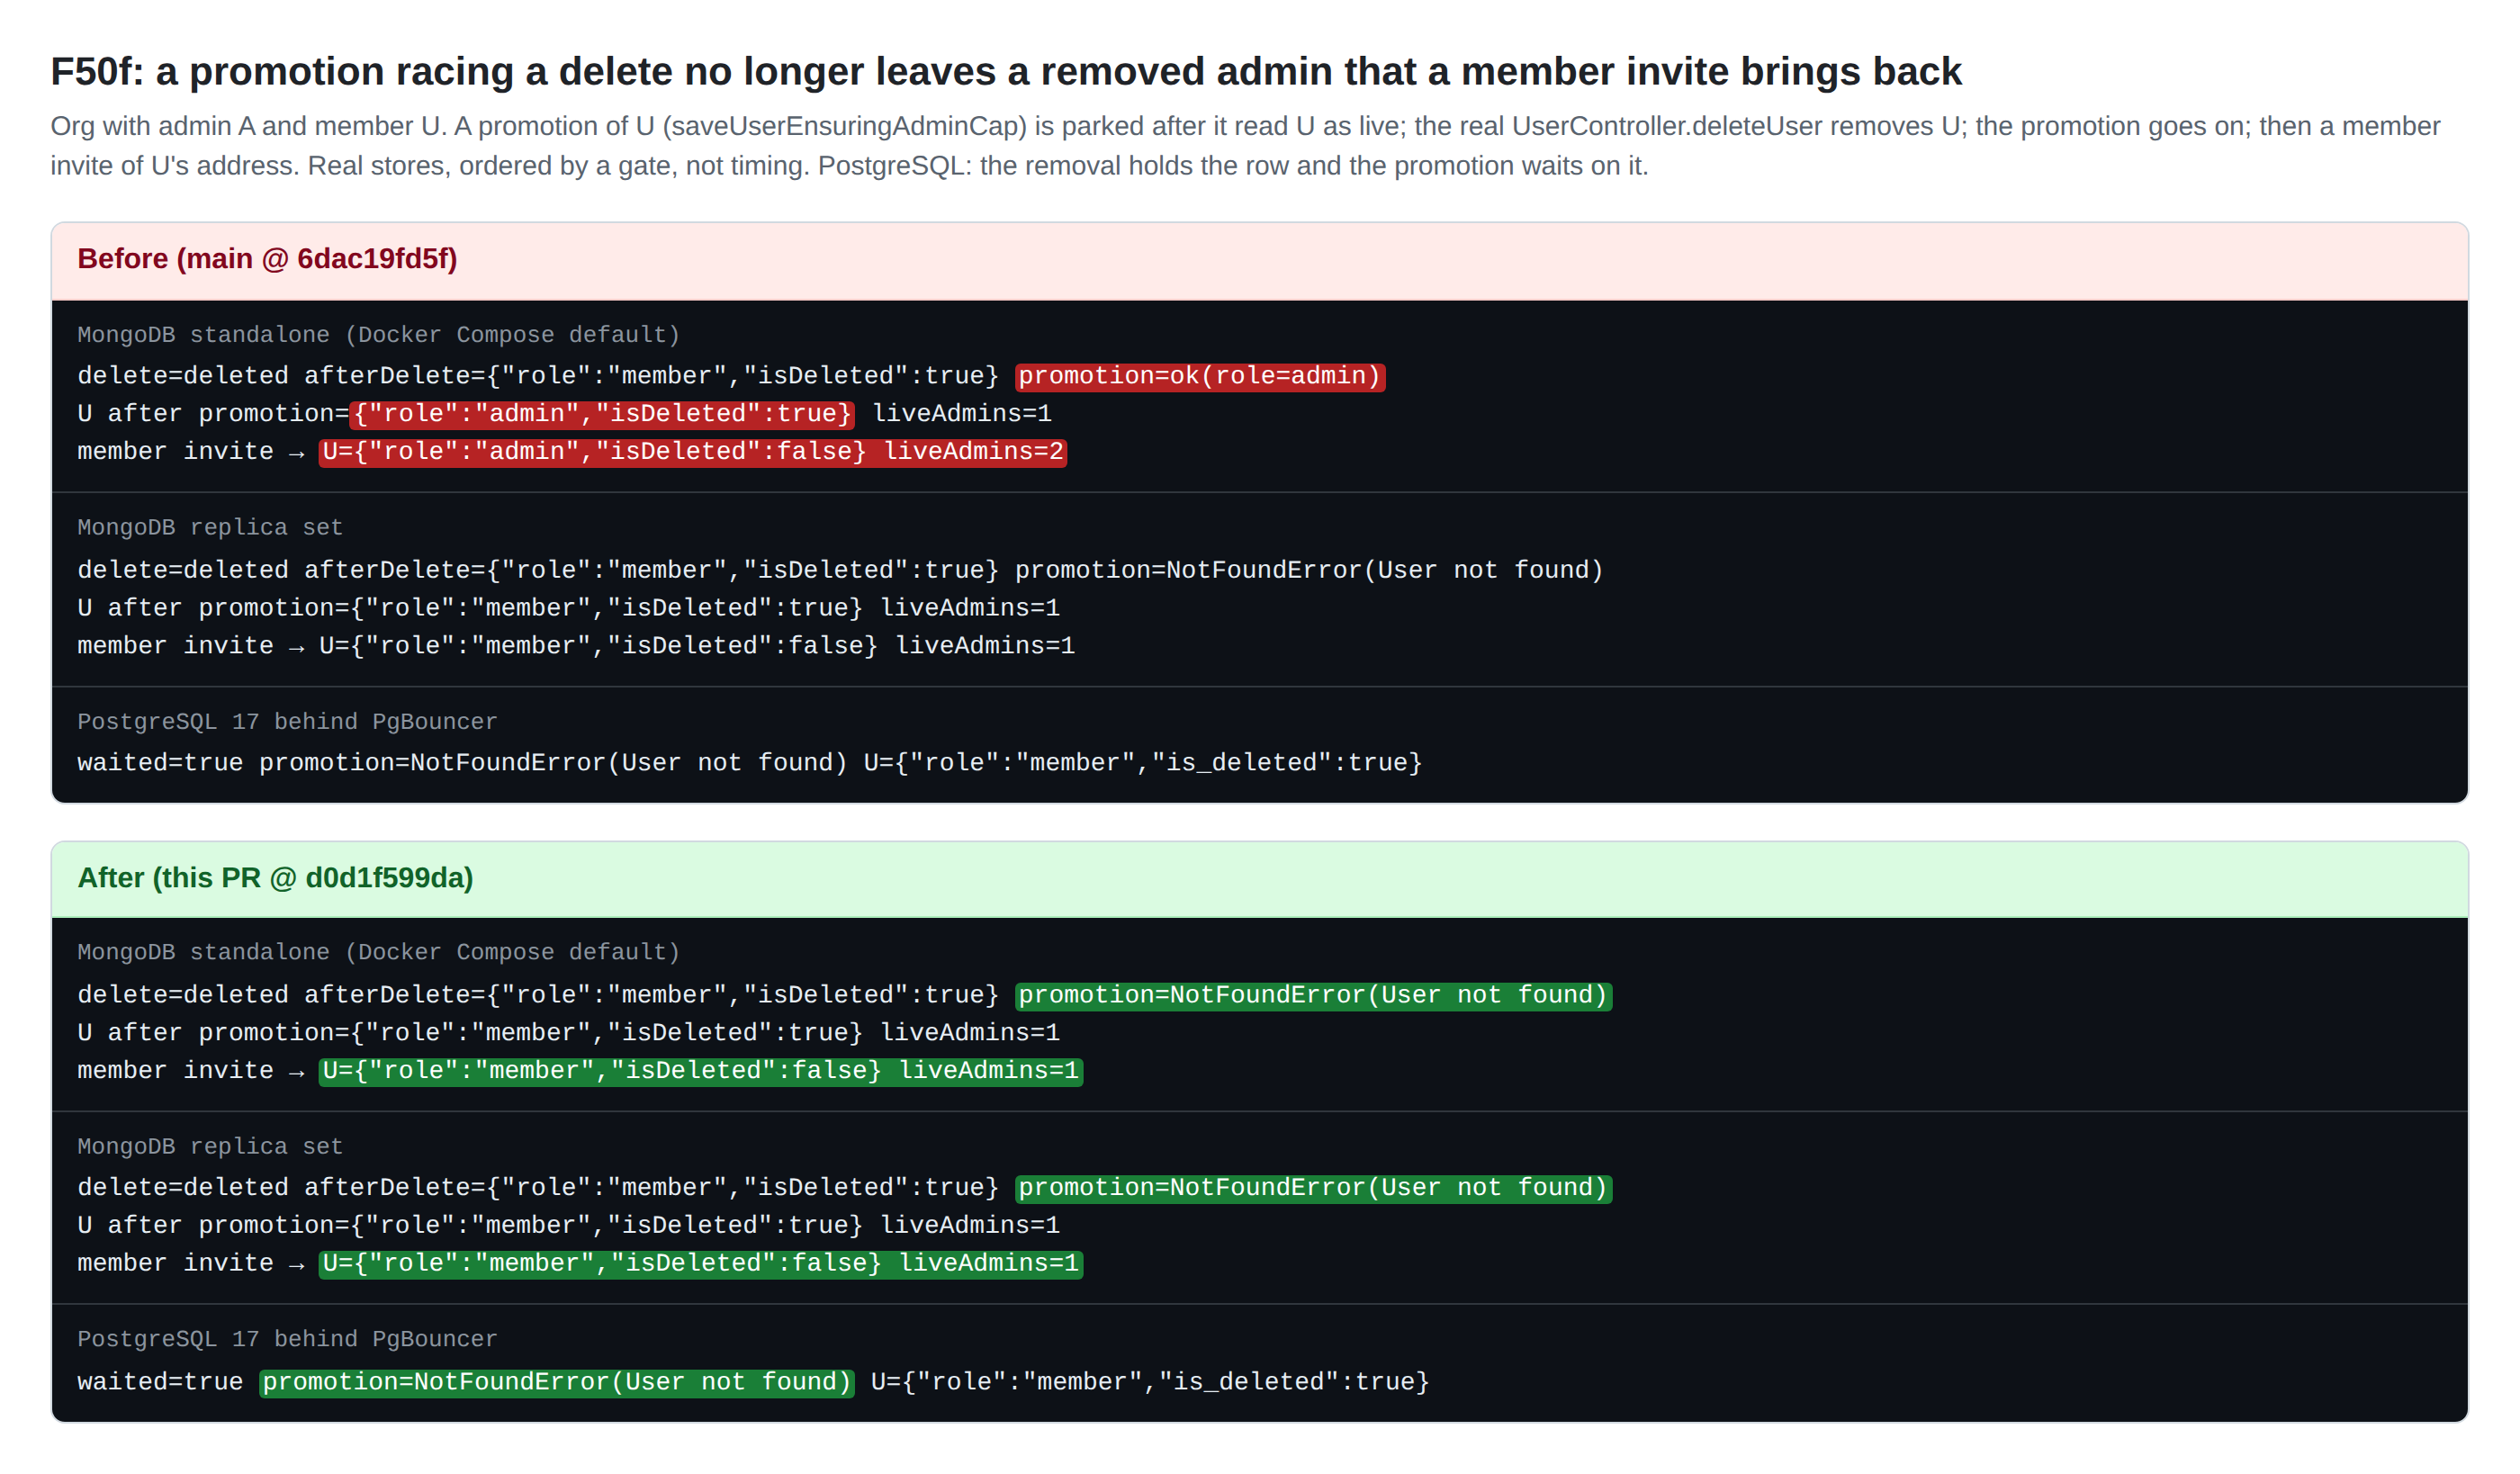 F50f: a promotion racing a delete no longer leaves a removed admin that a member invite brings back
Org with admin A and member U. A promotion of U (saveUserEnsuringAdminCap) is parked after it read U as live; the real UserController.deleteUser removes U; the promotion goes on; then a member
invite of U's address. Real stores, ordered by a gate, not timing. PostgreSQL: the removal holds the row and the promotion waits on it.
Before (main @ 6dac19fd5f)
MongoDB standalone (Docker Compose default)
delete=deleted afterDelete={"role":"member","isDeleted":true} promotion=ok(role=admin)
U after promotion={"role":"admin","isDeleted":true} liveAdmins=1
member invite → U={"role":"admin","isDeleted":false} liveAdmins=2
MongoDB replica set
delete=deleted afterDelete={"role":"member","isDeleted":true} promotion=NotFoundError(User not found)
U after promotion={"role":"member","isDeleted":true} liveAdmins=1
member invite → U={"role":"member","isDeleted":false} liveAdmins=1
PostgreSQL 17 behind PgBouncer
waited=true promotion=NotFoundError(User not found) U={"role":"member","is_deleted":true}
After (this PR @ d0d1f599da)
MongoDB standalone (Docker Compose default)
delete=deleted afterDelete={"role":"member","isDeleted":true} promotion=NotFoundError(User not found)
U after promotion={"role":"member","isDeleted":true} liveAdmins=1
member invite → U={"role":"member","isDeleted":false} liveAdmins=1
MongoDB replica set
delete=deleted afterDelete={"role":"member","isDeleted":true} promotion=NotFoundError(User not found)
U after promotion={"role":"member","isDeleted":true} liveAdmins=1
member invite → U={"role":"member","isDeleted":false} liveAdmins=1
PostgreSQL 17 behind PgBouncer
waited=true promotion=NotFoundError(User not found) U={"role":"member","is_deleted":true}